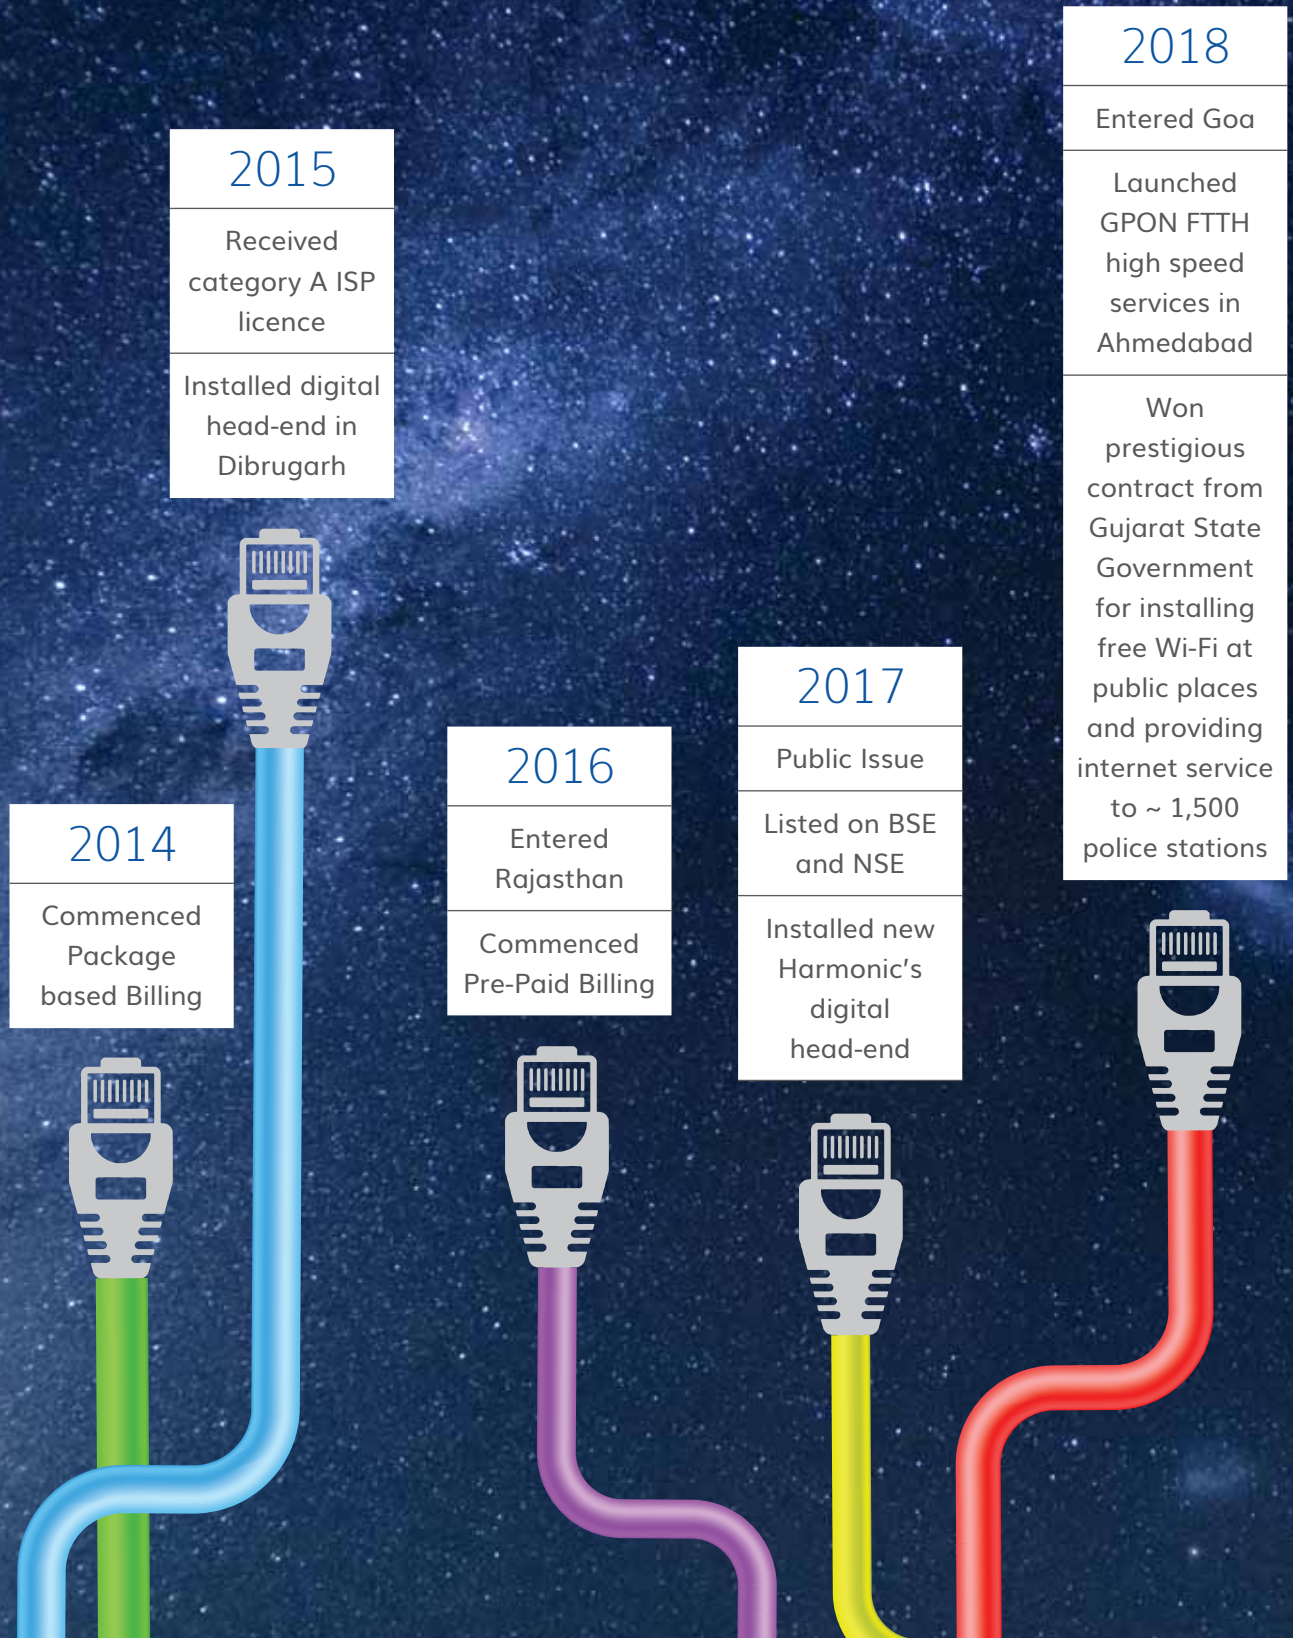 2014
Commenced
Package
based Billing
2015
Received
category A ISP
licence
Installed digital
head-end in
Dibrugarh
2016
Entered
Rajasthan
Commenced
Pre-Paid Billing
2017
Public Issue
Listed on BSE
and NSE
Installed new
Harmonic's
digital
head-end
2018
Entered Goa
Launched
GPON FTTH
high speed
services in
Ahmedabad
Won
prestigious
contract from
Gujarat State
Government
for installing
free Wi-Fi at
public places
and providing
internet service
to ~ 1,500
police stations